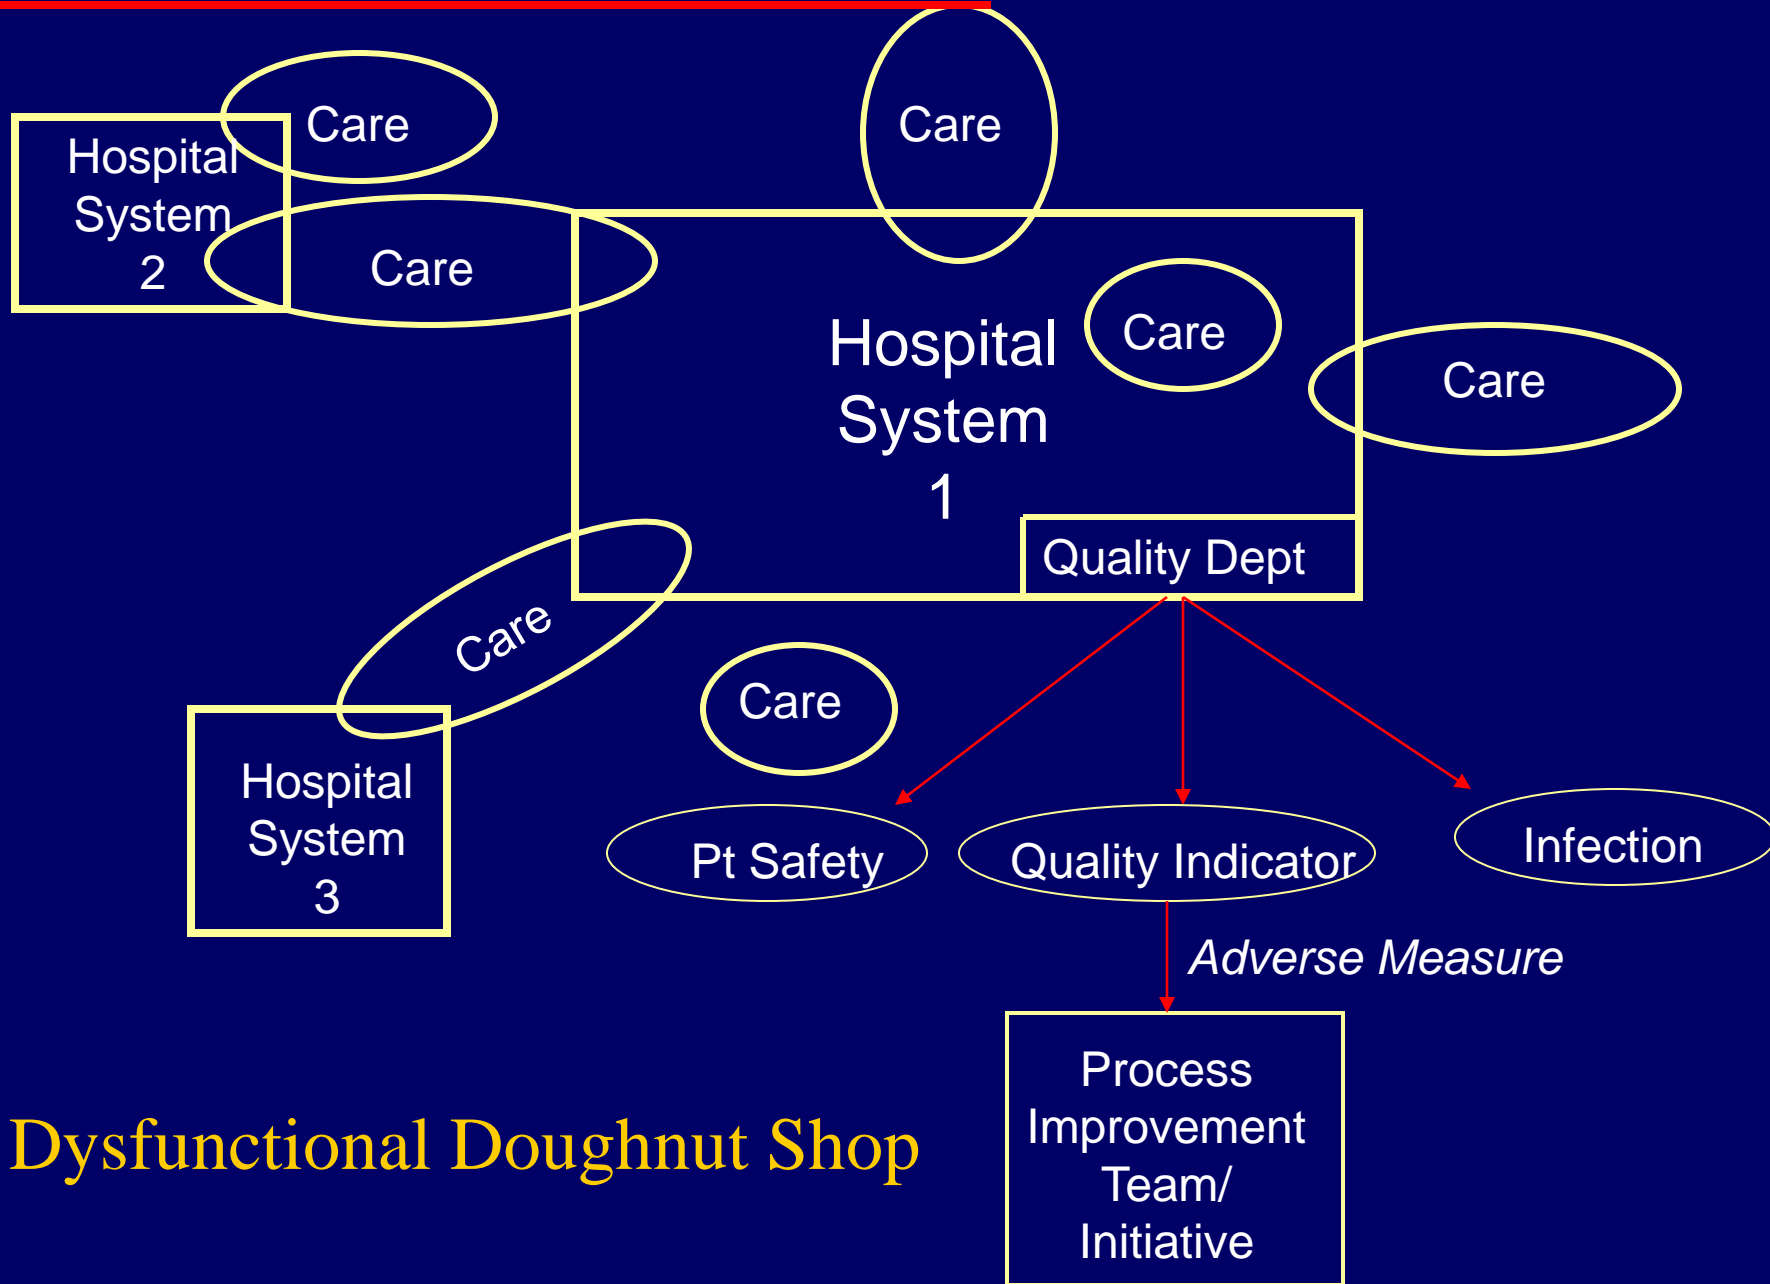 Care
Care
Hospital
System
2
Care
Hospital
System
1
Care
Care
Quality Dept
Care
Care
Hospital
System
3
Pt Safety
Quality Indicator
Infection
Adverse Measure
Process
Improvement
Team/
Initiative
Dysfunctional Doughnut Shop